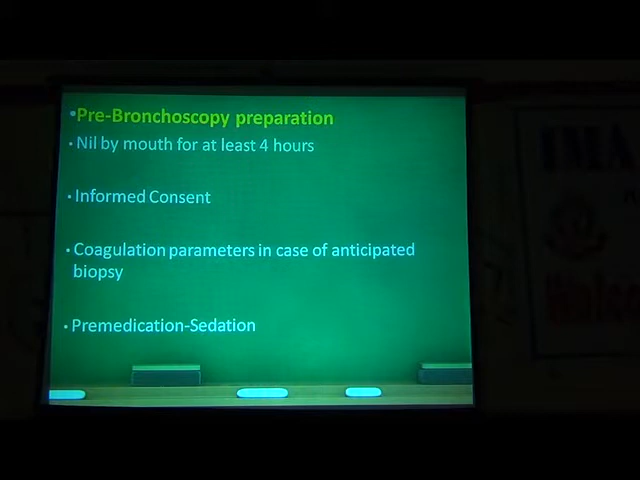 •Pre-Bronchoscopy preparation
• Nil by mouth for at least 4 hours
• Informed Consent
• Coagulation parameters in case of anticipated
biopsy
• Premedication-Sedation
IMA